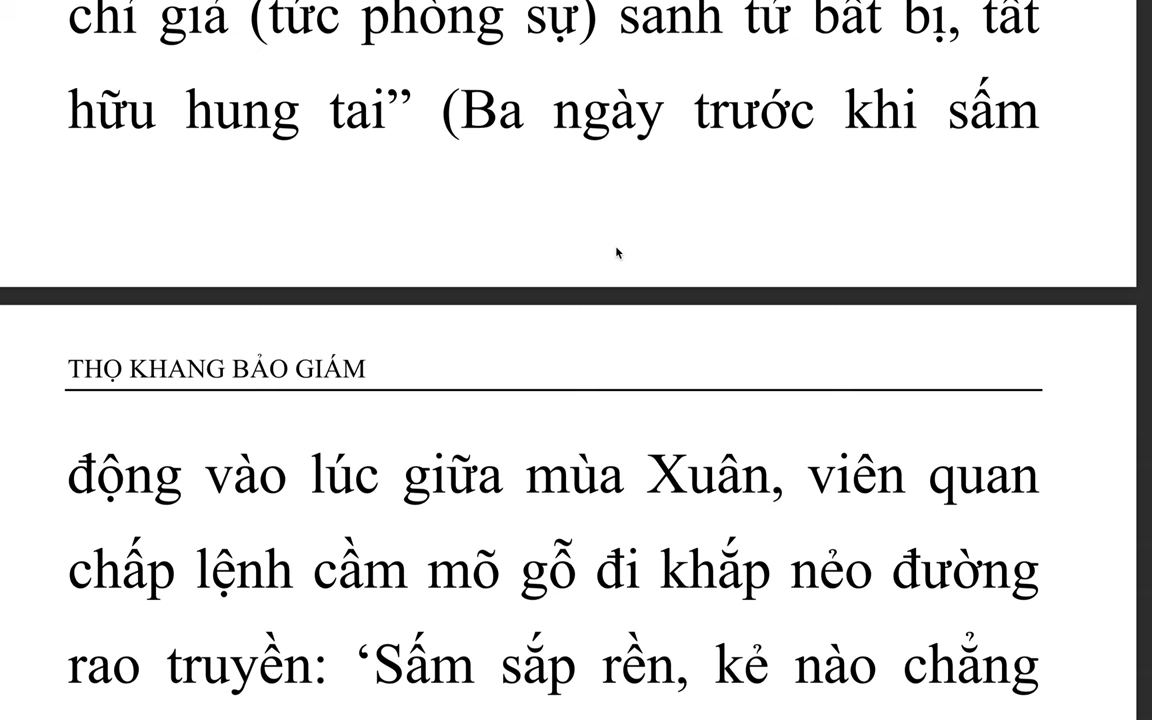 chỉ giả (tức phòng sự) sanh tử bất bị, tất
hữu hung tai” (Ba ngày trước khi sấm
THỌ KHANG BẢO GIÁM
động vào lúc giữa mùa Xuân, viên quan
chấp lệnh cầm mõ gỗ đi khắp nẻo đường
rao truyền: ‘Sấm sắp rền, kẻ nào chẳng